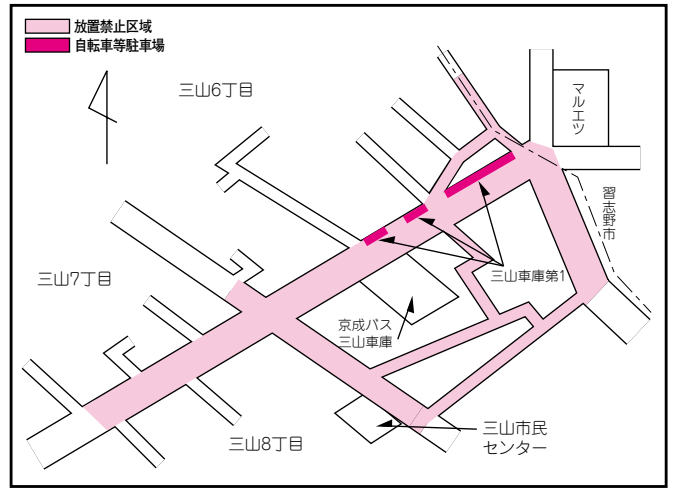 放置禁止区域
自転車等駐車場
三山6丁目
マルエツ
習志野市
三山7丁目
三山車庫第1
京成バス
三山車庫
三山8丁目
三山市民
センター